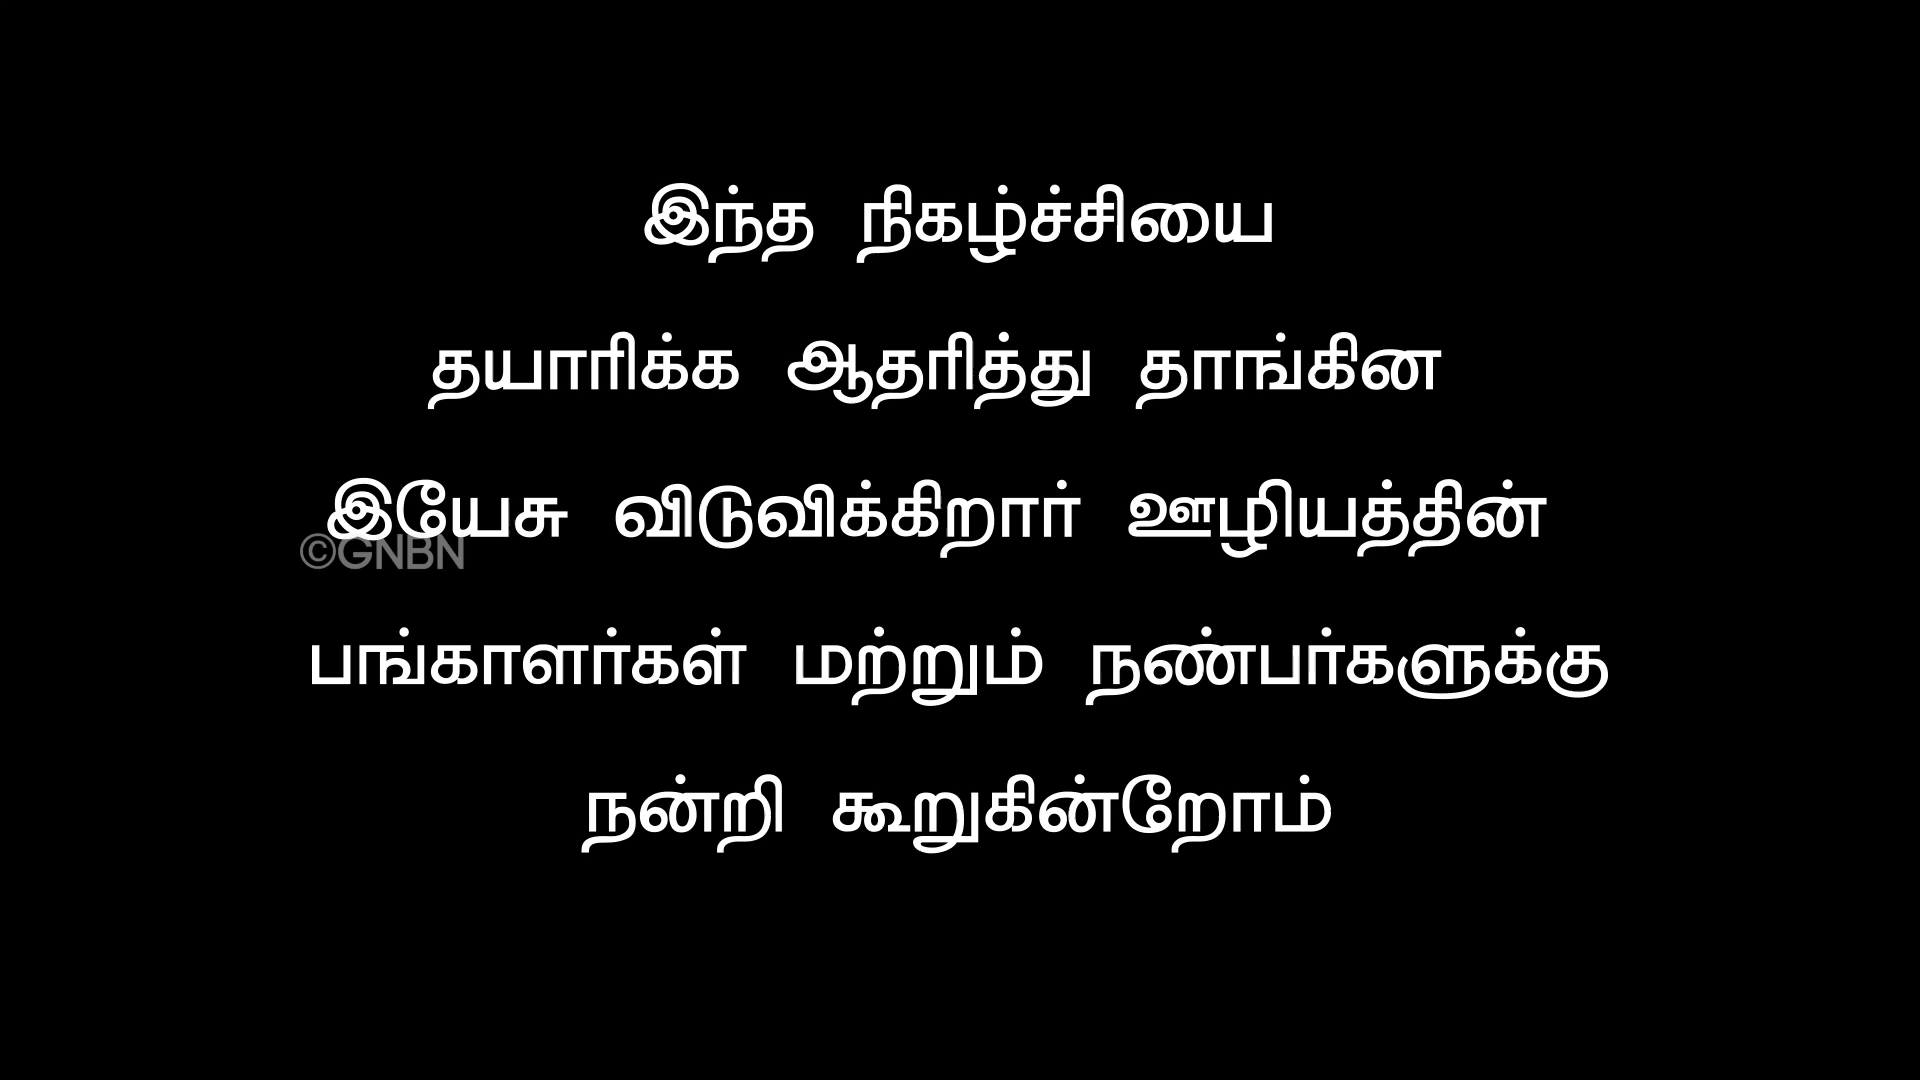 இந்த நிகழ்ச்சியை
தயாரிக்க ஆதரித்து தாங்கின
இயேசு விடுவிக்கிறார் ஊழியத்தின்
©GNBN
பங்காளர்கள் மற்றும் நண்பர்களுக்கு
நன்றி கூறுகின்றோம்